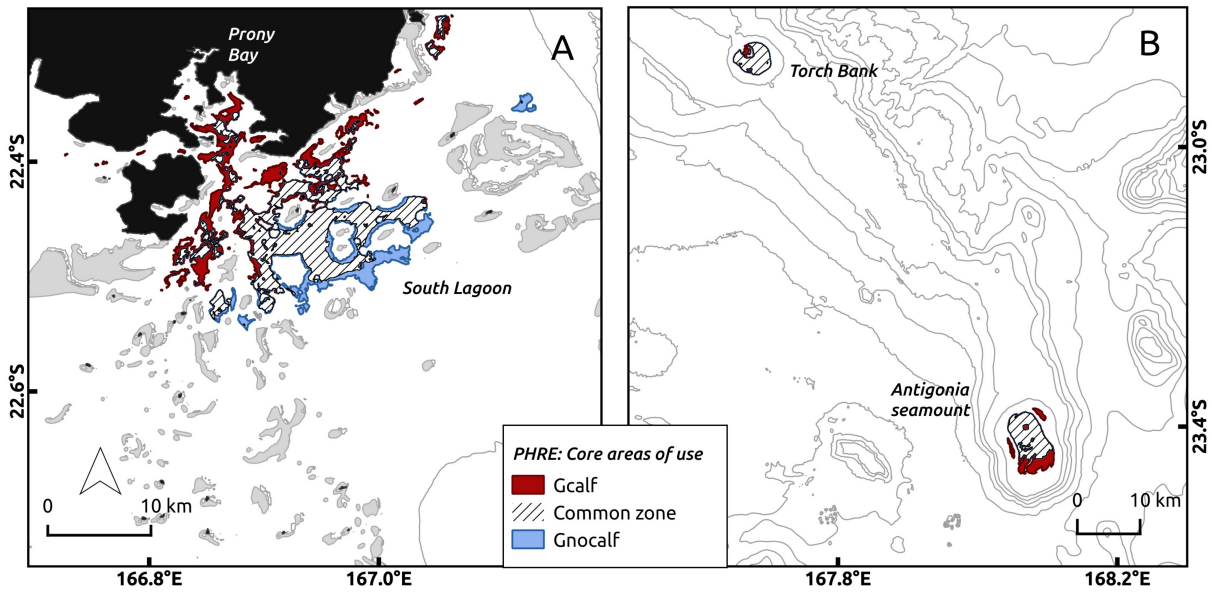 Prony
Bay
A
22.4°S
South Lagoon
22.6°S
0
10 km
166.8°E
167.0°E
B
Torch Bank
23.0°S
Antigonia
seamount
23.4°S
0
10 km
167.8°E
168.2°E
PHRE: Core areas of use
Gcalf
Common zone
Gnocalf